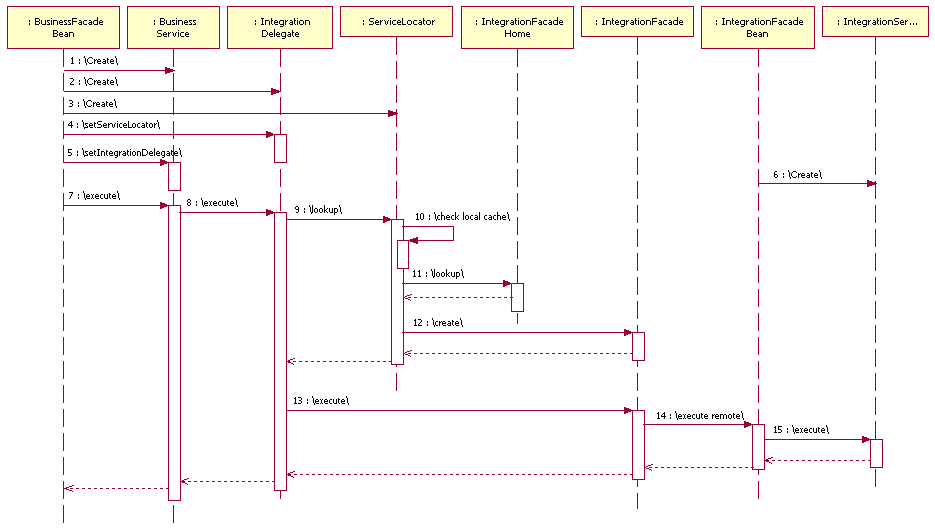 : BusinessFacade
Bean
: Business
Service
: Integration
Delegate
: ServiceLocator
: IntegrationFacade
Home
: IntegrationFacade
: IntegrationFacade
Bean
: IntegrationSer...
1 : \Create\
2 : \Create\
3 : \Create\
4 : \setServiceLocator\
5 : \setIntegrationDelegate\
6 : \Create\
7 : \execute\
8 : \execute\
9 : \lookup\
10 : \check local cache\
11 : \lookup\
12 : \create\
13 : \execute\
14 : \execute remote\
15 : \execute\